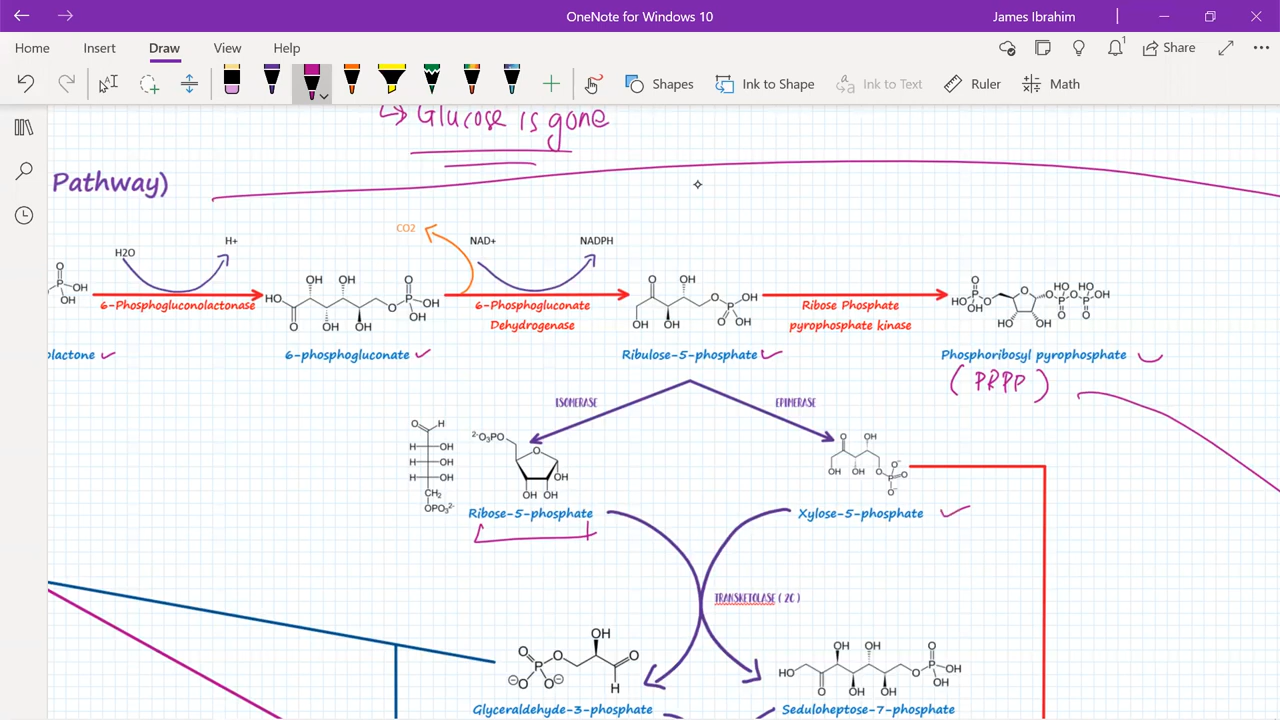 OneNote for Windows 10
James Ibrahim
Home Insert Draw View Help
1 Share
Shapes Ink to Shape Ink to Text Ruler Math
↳ Glucose is gone
Pathway)
H2O H+ CO2 NAD+ NADPH
6-Phosphogluconolactonase
6-Phosphogluconate
Dehydrogenase
Ribose Phosphate
pyrophosphate kinase
olactone ✓ 6-phosphogluconate ✓ Ribulose-5-phosphate ✓ Phosphoribosyl pyrophosphate
(PRPP)
ISOMERASE EPIMERASE
Ribose-5-phosphate Xylose-5-phosphate ✓
TRANSKETOLASE (2C)
Glyceraldehyde-3-phosphate Seduloheptose-7-phosphate